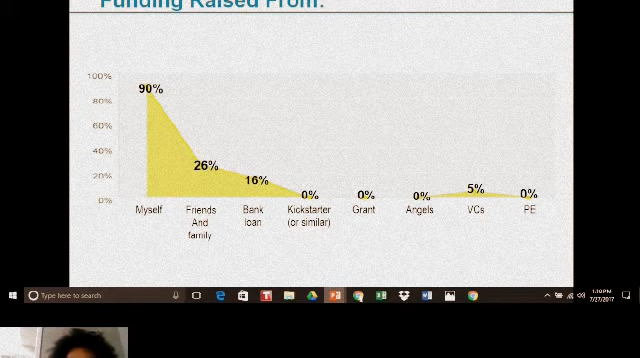 Funding Raised From:
100%
80%
60%
40%
20%
0%
90%
26%
16%
0%
0%
0%
5%
0%
Myself
Friends
And
family
Bank
loan
Kickstarter
(or similar)
Grant
Angels
VCs
PE
Type here to search
1:10 PM
7/27/2017